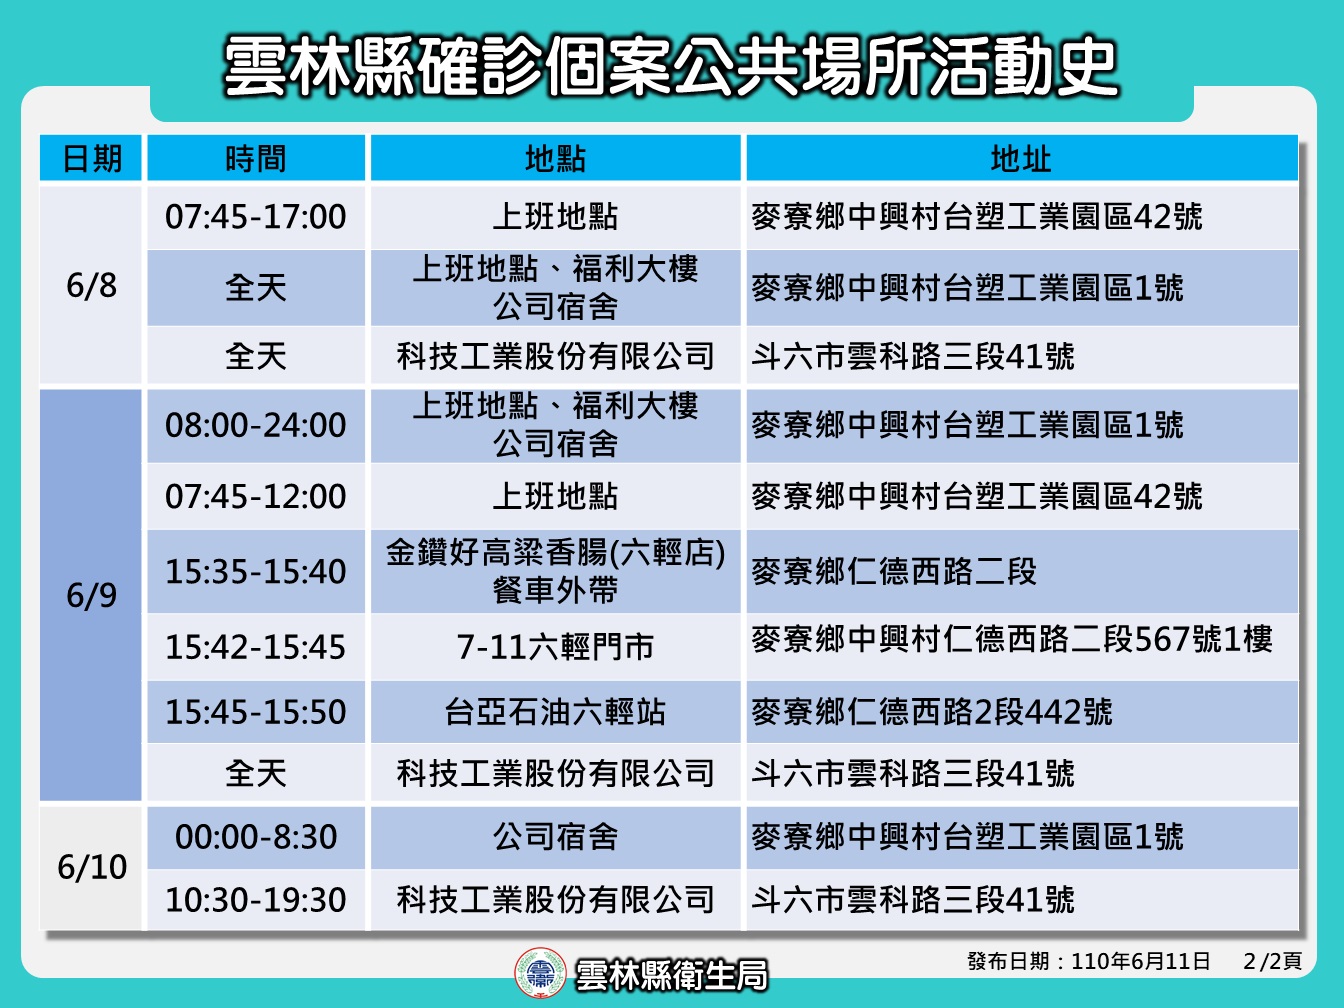 雲林縣確診個案公共場所活動史
日期 時間 地點 地址
6/8
07:45-17:00 上班地點 麥寮鄉中興村台塑工業園區42號
全天 上班地點、福利大樓
公司宿舍 麥寮鄉中興村台塑工業園區1號
全天 科技工業股份有限公司 斗六市雲科路三段41號
6/9
08:00-24:00 上班地點、福利大樓
公司宿舍 麥寮鄉中興村台塑工業園區1號
07:45-12:00 上班地點 麥寮鄉中興村台塑工業園區42號
15:35-15:40 金鑽好高粱香腸(六輕店)
餐車外帶 麥寮鄉仁德西路二段
15:42-15:45 7-11六輕門市 麥寮鄉中興村仁德西路二段567號1樓
15:45-15:50 台亞石油六輕站 麥寮鄉仁德西路2段442號
全天 科技工業股份有限公司 斗六市雲科路三段41號
6/10
00:00-8:30 公司宿舍 麥寮鄉中興村台塑工業園區1號
10:30-19:30 科技工業股份有限公司 斗六市雲科路三段41號
雲林縣衛生局
發布日期：110年6月11日 2/2頁